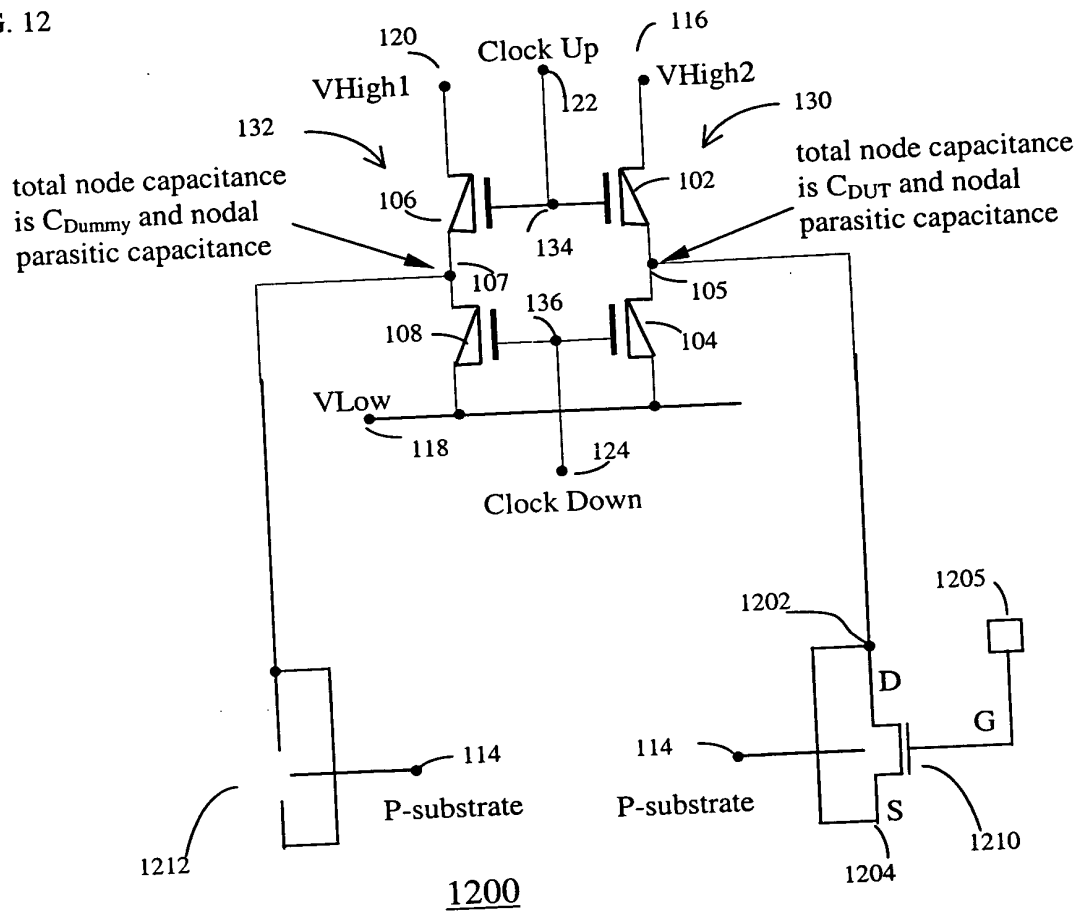 G. 12
120
Clock Up
116
VHigh1
122
VHigh2
132
130
total node capacitance
is CDummy and nodal
parasitic capacitance
total node capacitance
is CDUT and nodal
parasitic capacitance
106
102
134
107
105
136
108
104
VLow
118
124
Clock Down
1205
1202
D
G
114
114
P-substrate
P-substrate
S
1212
1210
1204
1200